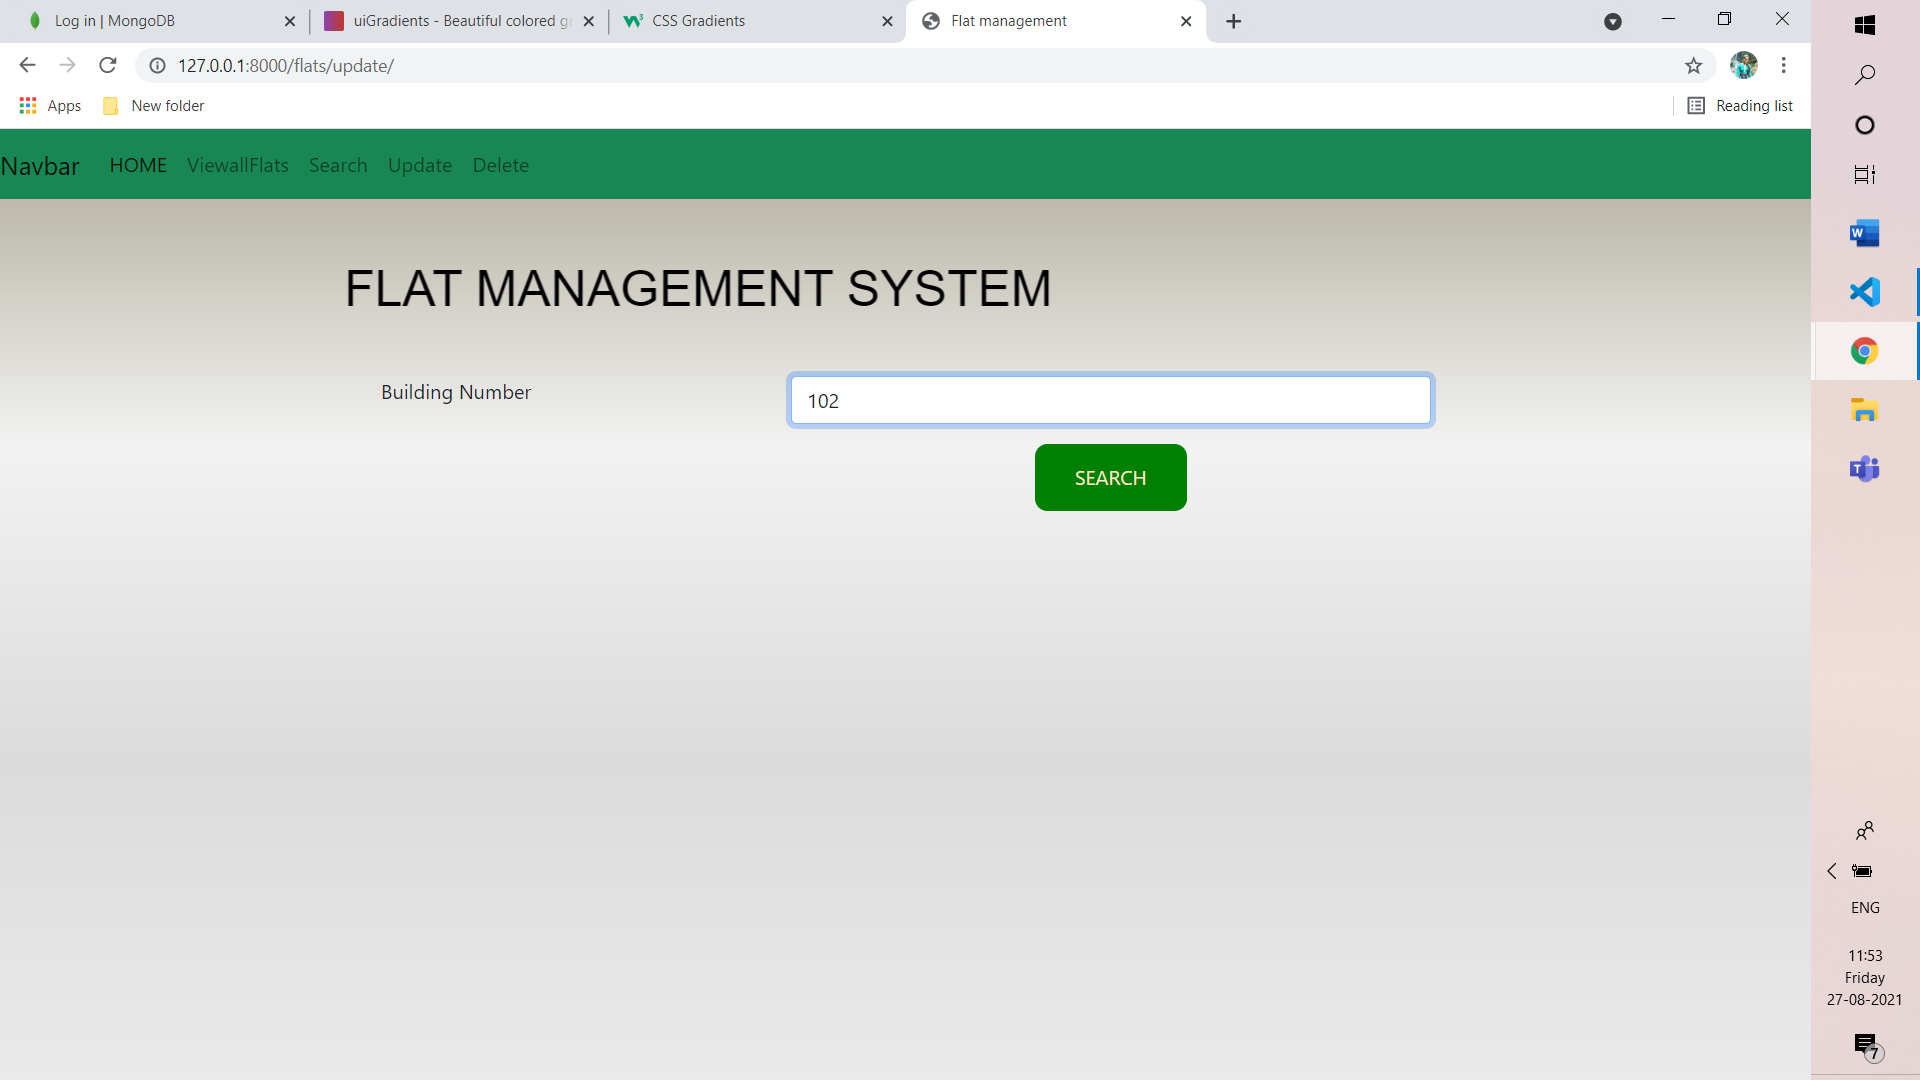 Log in | MongoDB
uiGradients - Beautiful colored g
CSS Gradients
Flat management
127.0.0.1:8000/flats/update/
Apps
New folder
Reading list
Navbar HOME ViewallFlats Search Update Delete
FLAT MANAGEMENT SYSTEM
Building Number
102
SEARCH
ENG
11:53
Friday
27-08-2021
7